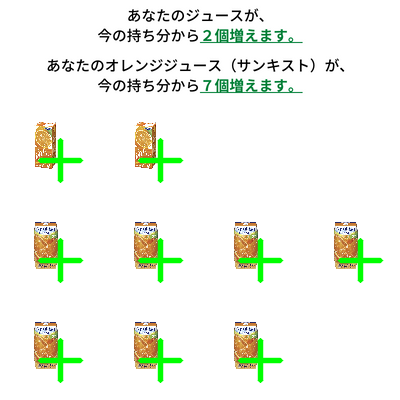 あなたのジュースが、
今の持ち分から２個増えます。
あなたのオレンジジュース（サンキスト）が、
今の持ち分から７個増えます。